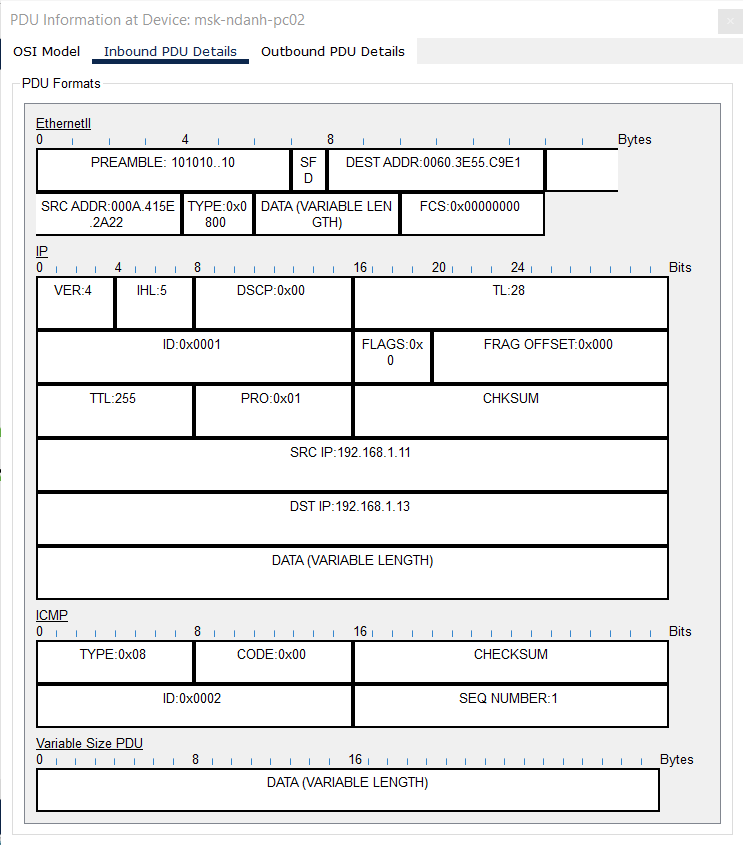 PDU Information at Device: msk-ndanh-pc02
OSI Model Inbound PDU Details Outbound PDU Details
PDU Formats
EthernetII
0 4 8 Bytes
PREAMBLE: 101010..10 SF DEST ADDR:0060.3E55.C9E1
D
SRC ADDR:000A.415E TYPE:0x0 DATA (VARIABLE LEN FCS:0x00000000
.2A22 800 GTH)
IP
0 4 8 16 20 24 Bits
VER:4 IHL:5 DSCP:0x00 TL:28
ID:0x0001 FLAGS:0x FRAG OFFSET:0x000
0
TTL:255 PRO:0x01 CHKSUM
SRC IP:192.168.1.11
DST IP:192.168.1.13
DATA (VARIABLE LENGTH)
ICMP
0 8 16 Bits
TYPE:0x08 CODE:0x00 CHECKSUM
ID:0x0002 SEQ NUMBER:1
Variable Size PDU
0 8 16 Bytes
DATA (VARIABLE LENGTH)